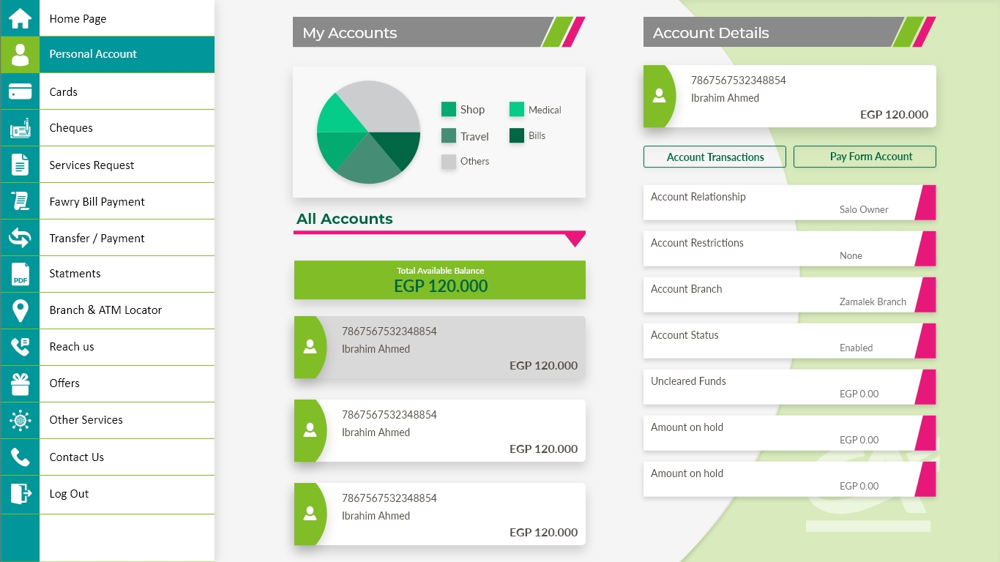 Home Page
Personal Account
Cards
Cheques
Services Request
Fawry Bill Payment
Transfer / Payment
PDF
Statments
Branch & ATM Locator
Reach us
Offers
Other Services
Contact Us
Log Out
My Accounts
Shop
Medical
Travel
Bills
Others
All Accounts
Total Available Balance
EGP 120.000
7867567532348854
Ibrahim Ahmed
EGP 120.000
7867567532348854
Ibrahim Ahmed
EGP 120.000
7867567532348854
Ibrahim Ahmed
EGP 120.000
Account Details
7867567532348854
Ibrahim Ahmed
EGP 120.000
Account Transactions
Pay Form Account
Account Relationship
Salo Owner
Account Restrictions
None
Account Branch
Zamalek Branch
Account Status
Enabled
Uncleared Funds
EGP 0.00
Amount on hold
EGP 0.00
Amount on hold
EGP 0.00